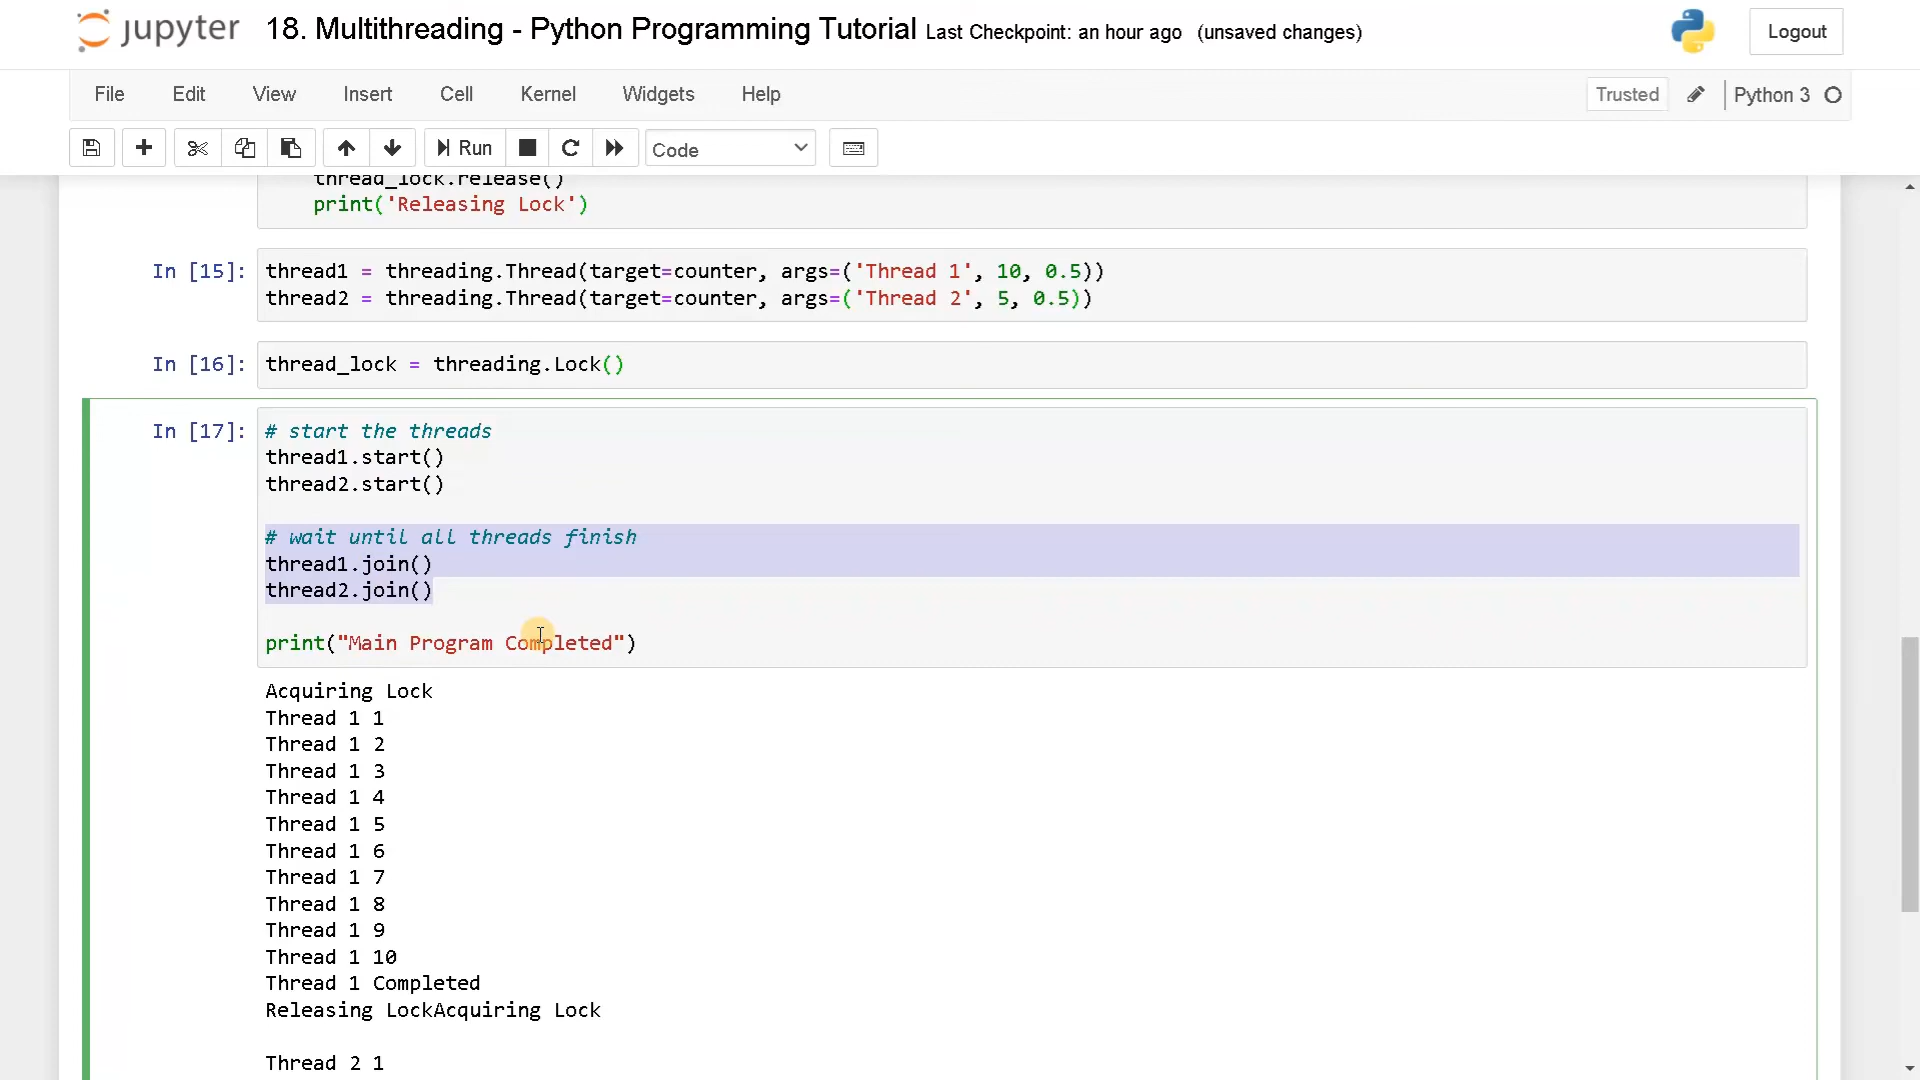 jupyter 18. Multithreading - Python Programming Tutorial Last Checkpoint: an hour ago (unsaved changes) Logout
File Edit View Insert Cell Kernel Widgets Help Trusted Python 3
Run Code
thread_lock.release()
print('Releasing Lock')
In [15]: thread1 = threading.Thread(target=counter, args=('Thread 1', 10, 0.5))
thread2 = threading.Thread(target=counter, args=('Thread 2', 5, 0.5))
In [16]: thread_lock = threading.Lock()
In [17]: # start the threads
thread1.start()
thread2.start()
# wait until all threads finish
thread1.join()
thread2.join()
print("Main Program Completed")
Acquiring Lock
Thread 1 1
Thread 1 2
Thread 1 3
Thread 1 4
Thread 1 5
Thread 1 6
Thread 1 7
Thread 1 8
Thread 1 9
Thread 1 10
Thread 1 Completed
Releasing LockAcquiring Lock
Thread 2 1